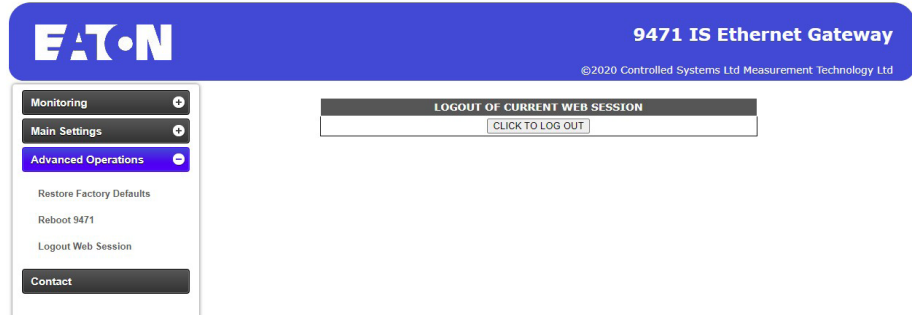 EATON
9471 IS Ethernet Gateway
©2020 Controlled Systems Ltd Measurement Technology Ltd
Monitoring
Main Settings
Advanced Operations
Restore Factory Defaults
Reboot 9471
Logout Web Session
Contact
LOGOUT OF CURRENT WEB SESSION
CLICK TO LOG OUT